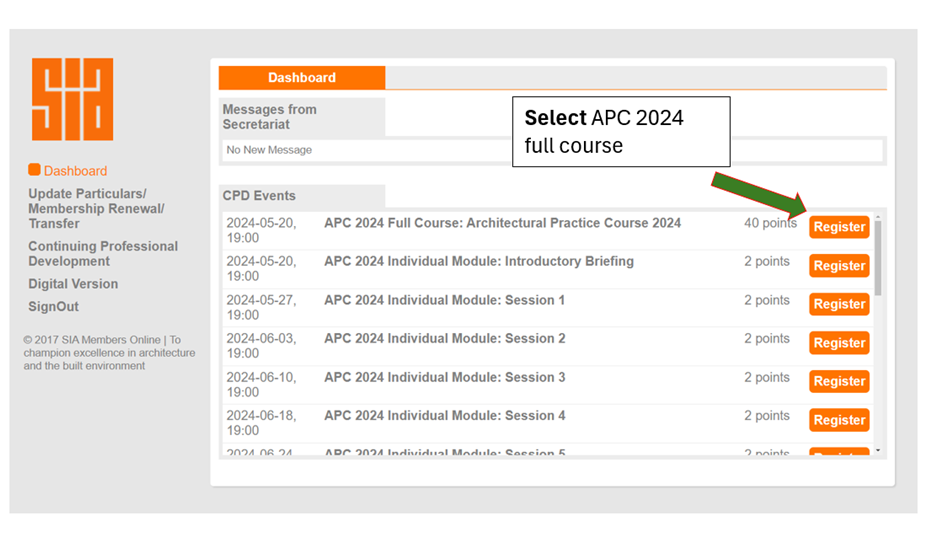 SIA
Dashboard
Update Particulars/
Membership Renewal/
Transfer
Continuing Professional
Development
Digital Version
SignOut
© 2017 SIA Members Online | To
champion excellence in architecture
and the built environment
Dashboard
Messages from
Secretariat
No New Message
Select APC 2024
full course
CPD Events
2024-05-20, APC 2024 Full Course: Architectural Practice Course 2024 40 points Register
19:00
2024-05-20, APC 2024 Individual Module: Introductory Briefing 2 points Register
19:00
2024-05-27, APC 2024 Individual Module: Session 1 2 points Register
19:00
2024-06-03, APC 2024 Individual Module: Session 2 2 points Register
19:00
2024-06-10, APC 2024 Individual Module: Session 3 2 points Register
19:00
2024-06-18, APC 2024 Individual Module: Session 4 2 points Register
19:00
2024-06-24, APC 2024 Individual Module: Session 5 2 points Register